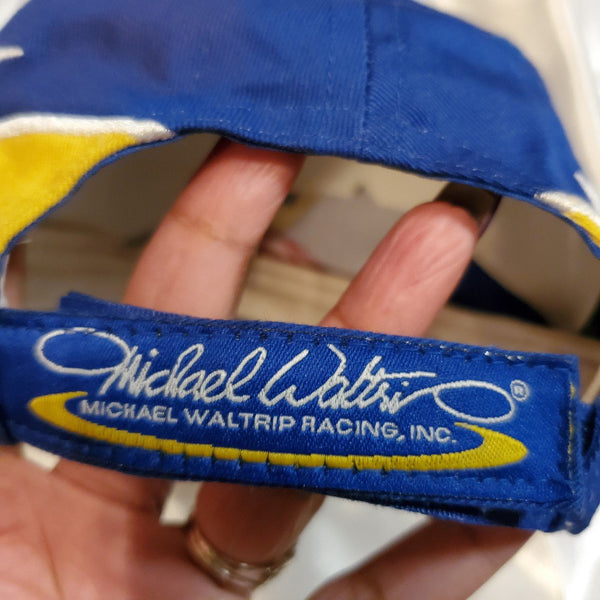 Michael Waltrip ®
MICHAEL WALTRIP RACING, INC.